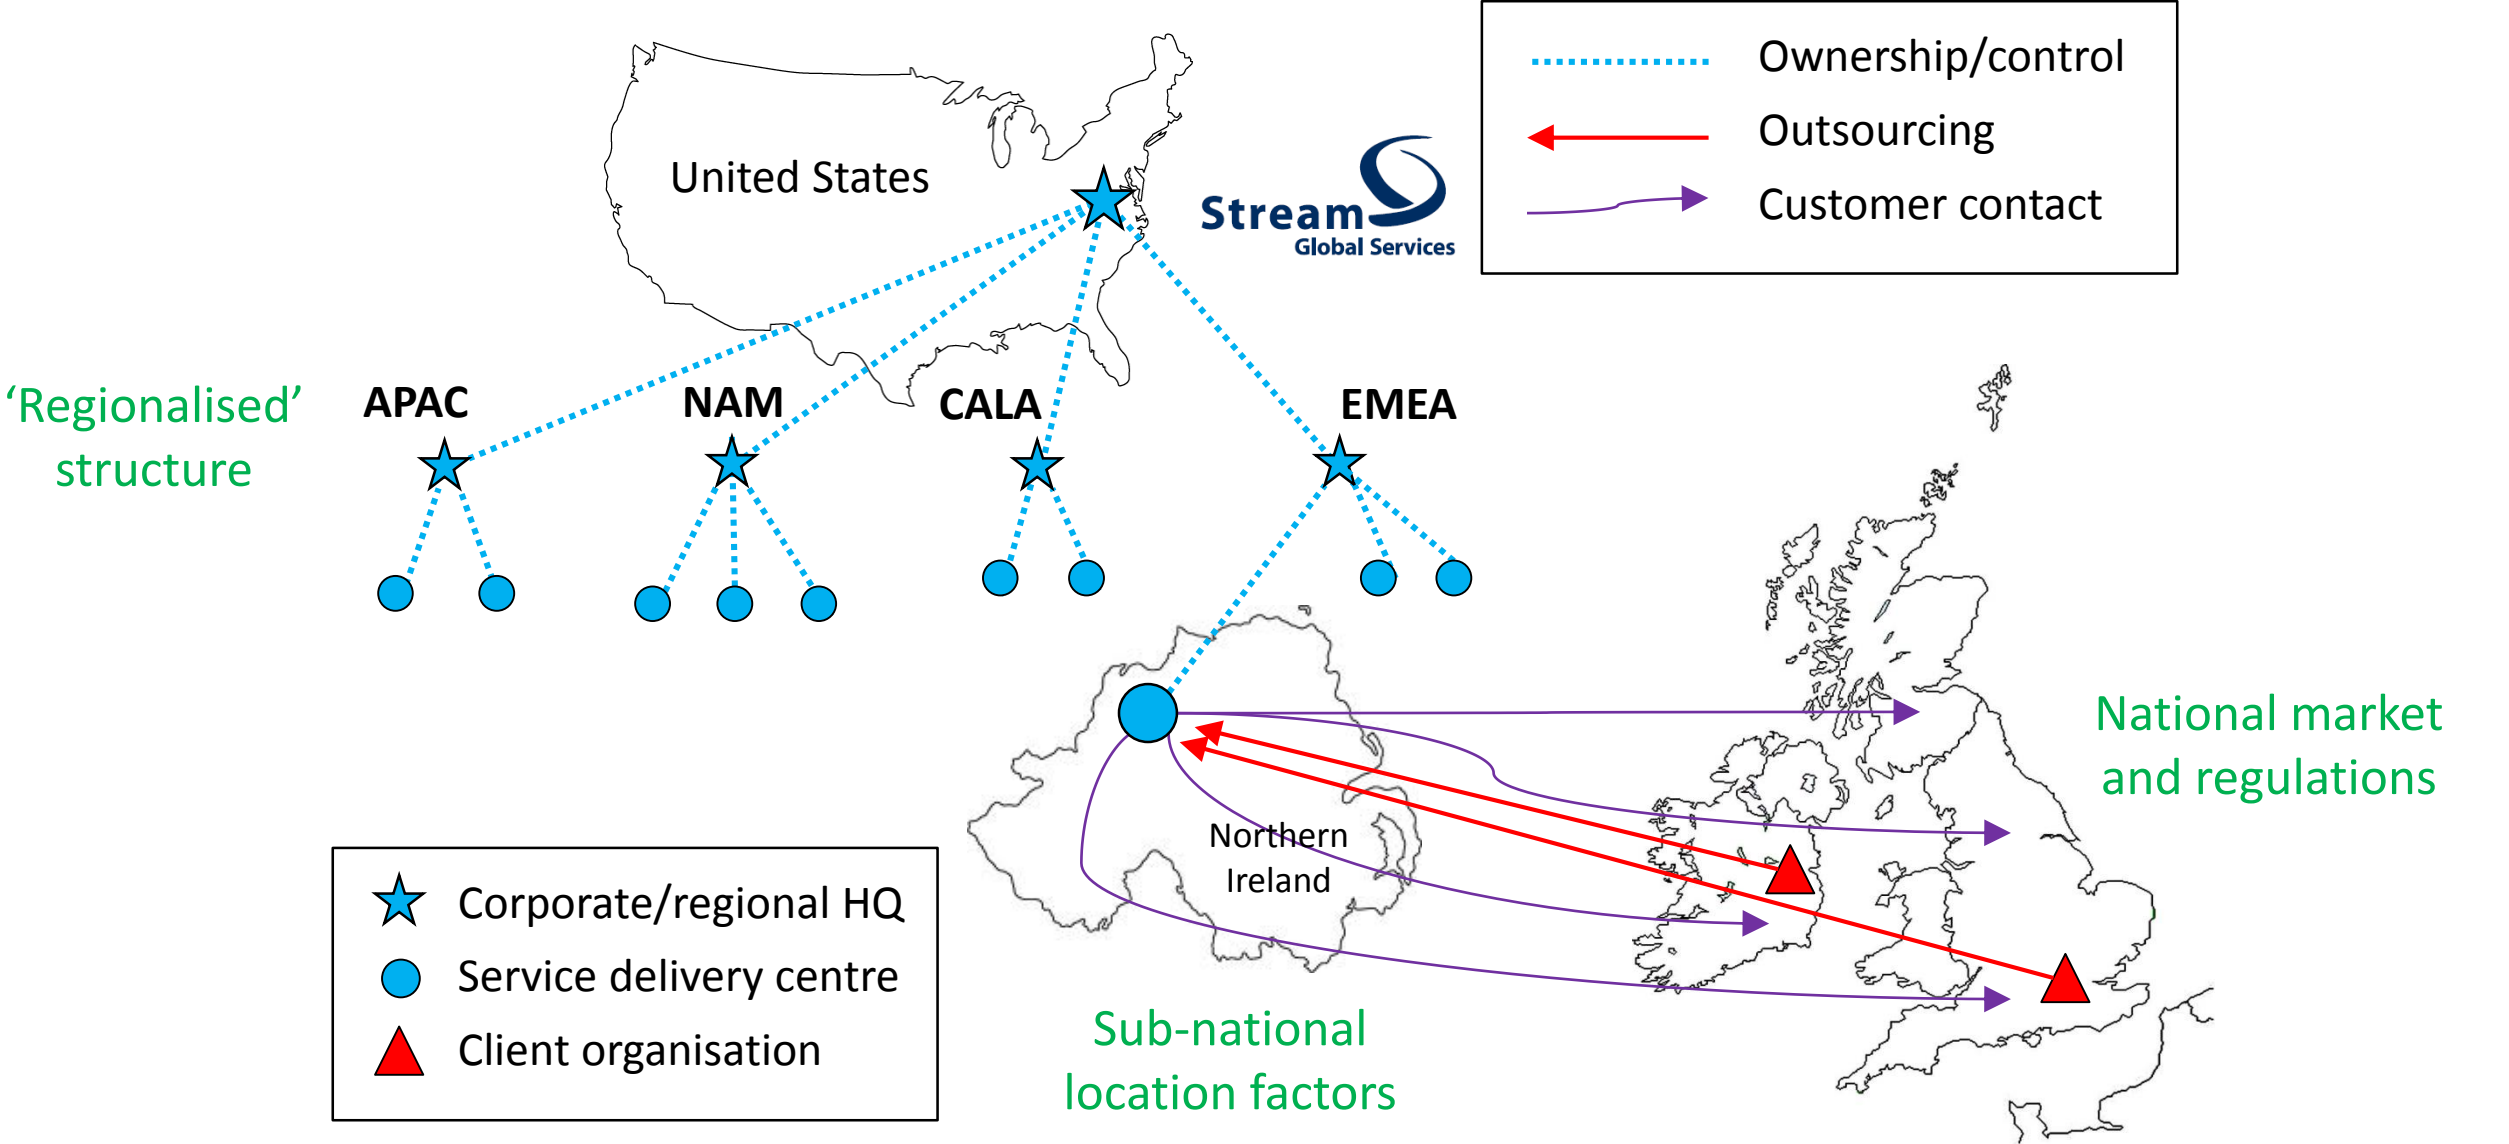 Ownership/control
Outsourcing
Customer contact
United States
Stream
Global Services
‘Regionalised’
structure
APAC
NAM
CALA
EMEA
National market
and regulations
Northern
Ireland
Corporate/regional HQ
Service delivery centre
Client organisation
Sub-national
location factors